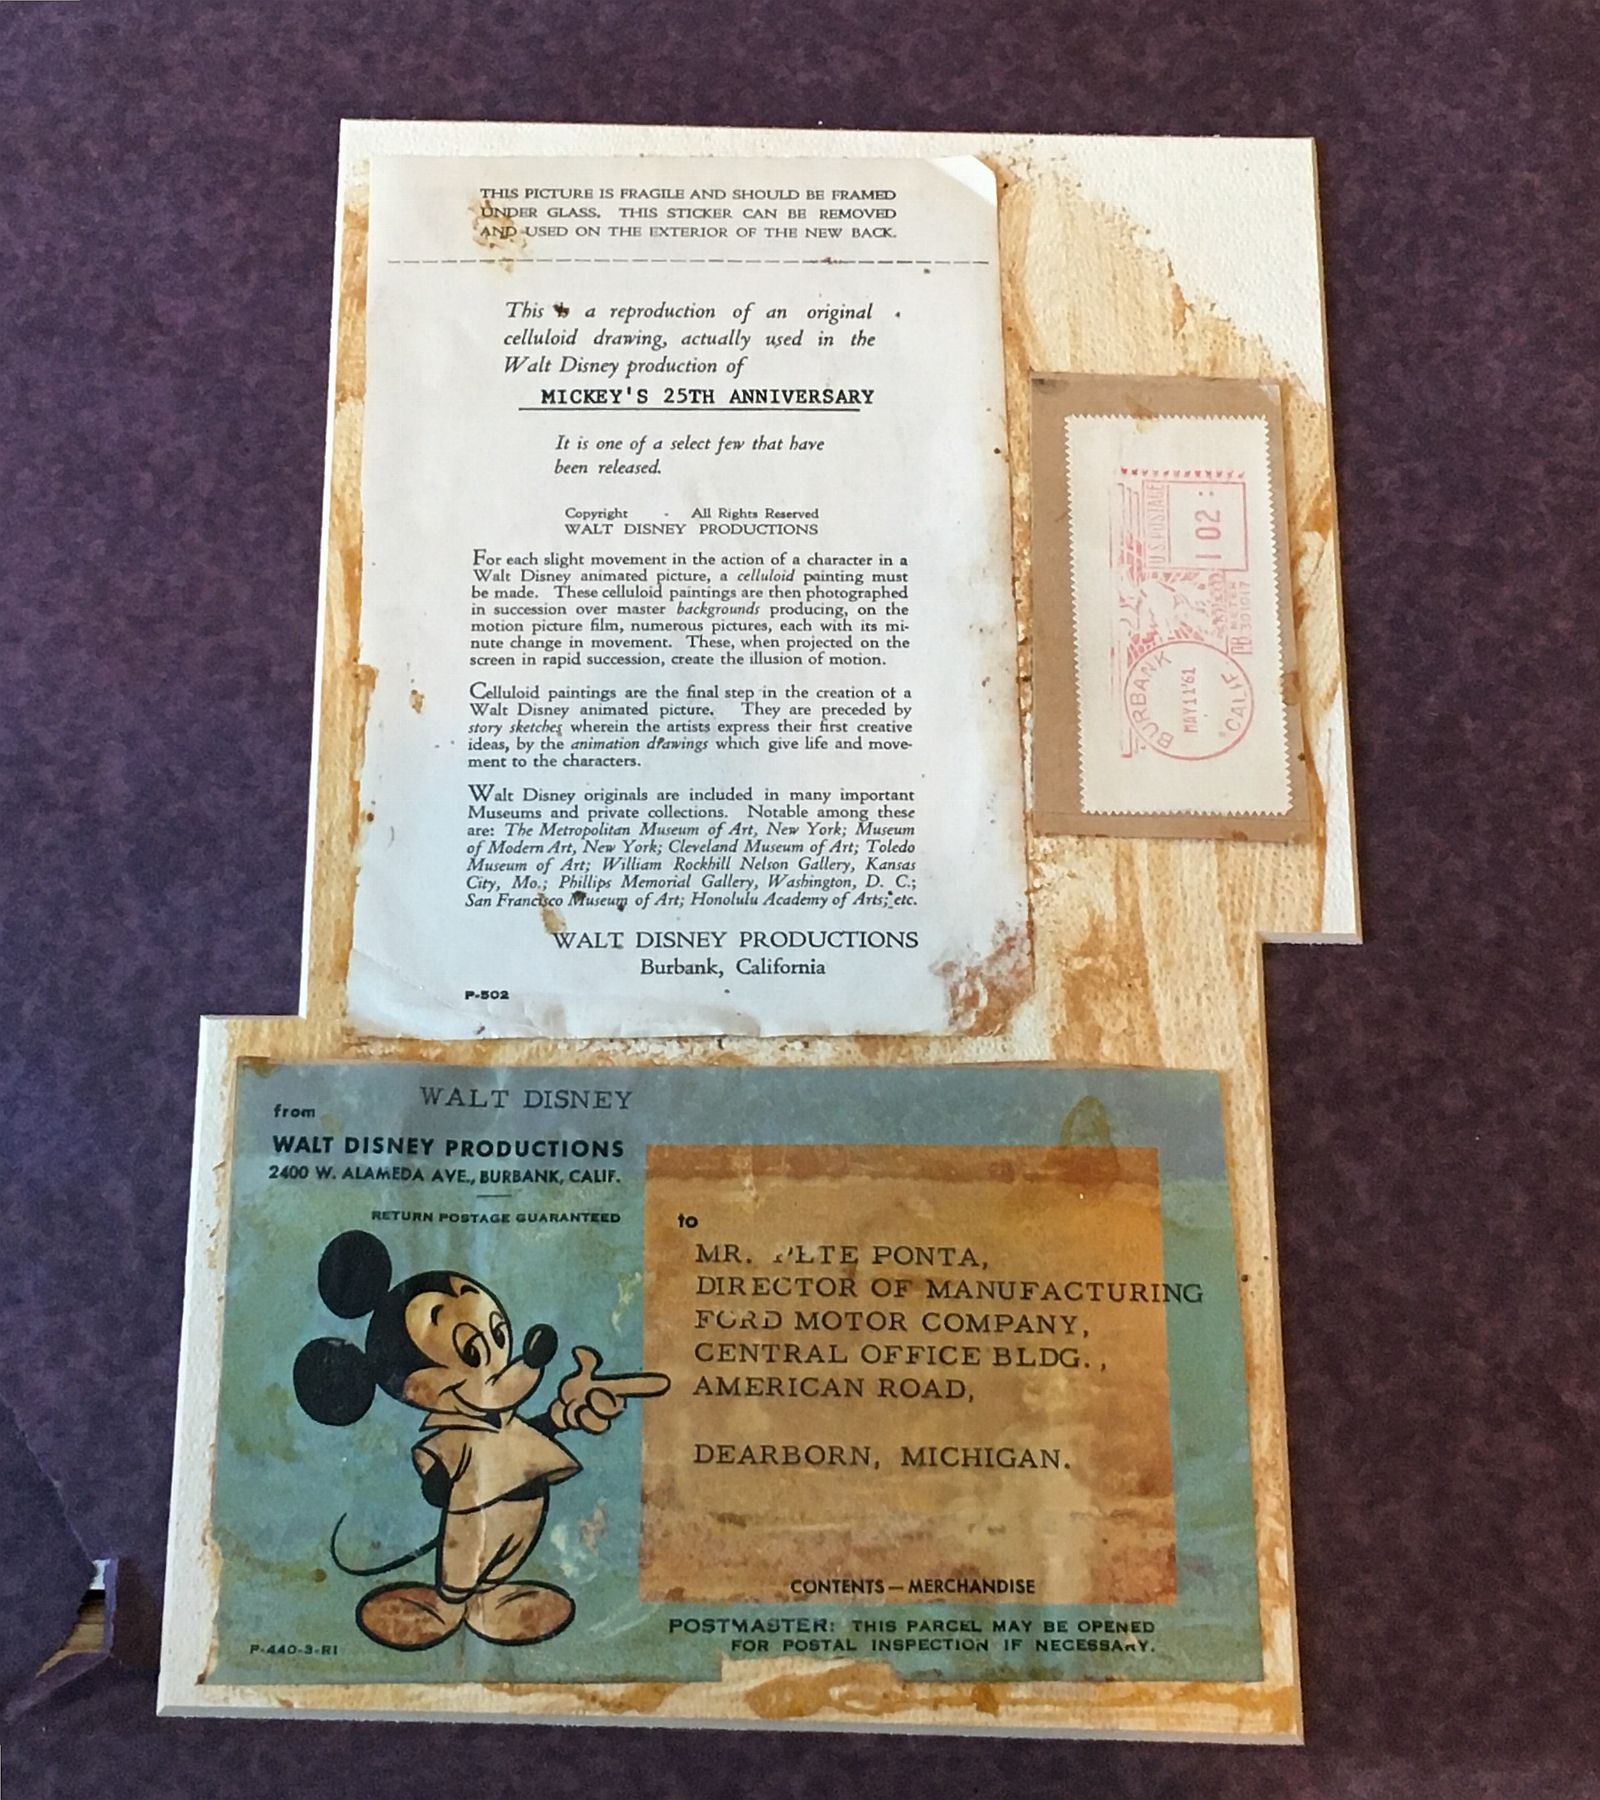 THIS PICTURE IS FRAGILE AND SHOULD BE FRAMED
UNDER GLASS. THIS STICKER CAN BE REMOVED
AND USED ON THE EXTERIOR OF THE NEW BACK.
This is a reproduction of an original
celluloid drawing, actually used in the
Walt Disney production of
MICKEY'S 25TH ANNIVERSARY
It is one of a select few that have
been released.
Copyright - All Rights Reserved
WALT DISNEY PRODUCTIONS
For each slight movement in the action of a character in a
Walt Disney animated picture, a celluloid painting must
be made. These celluloid paintings are then photographed
in succession over master backgrounds producing, on the
motion picture film, numerous pictures, each with its mi-
nute change in movement. These, when projected on the
screen in rapid succession, create the illusion of motion.
Celluloid paintings are the final step in the creation of a
Walt Disney animated picture. They are preceded by
story sketches wherein the artists express their first creative
ideas, by the animation drawings which give life and move-
ment to the characters.
Walt Disney originals are included in many important
Museums and private collections. Notable among these
are: The Metropolitan Museum of Art, New York; Museum
of Modern Art, New York; Cleveland Museum of Art; Toledo
Museum of Art; William Rockhill Nelson Gallery, Kansas
City, Mo.; Phillips Memorial Gallery, Washington, D. C.;
San Francisco Museum of Art; Honolulu Academy of Arts; etc.
WALT DISNEY PRODUCTIONS
Burbank, California
P-502
U.S. POSTAGE
102
PB METER
BURBANK
MAY11'61
CALIF.
WALT DISNEY
from
WALT DISNEY PRODUCTIONS
2400 W. ALAMEDA AVE., BURBANK, CALIF.
RETURN POSTAGE GUARANTEED
to
MR. PETE PONTA,
DIRECTOR OF MANUFACTURING
FORD MOTOR COMPANY,
CENTRAL OFFICE BLDG.,
AMERICAN ROAD,
DEARBORN, MICHIGAN.
CONTENTS — MERCHANDISE
POSTMASTER: THIS PARCEL MAY BE OPENED
FOR POSTAL INSPECTION IF NECESSARY.
P-440-3-R1